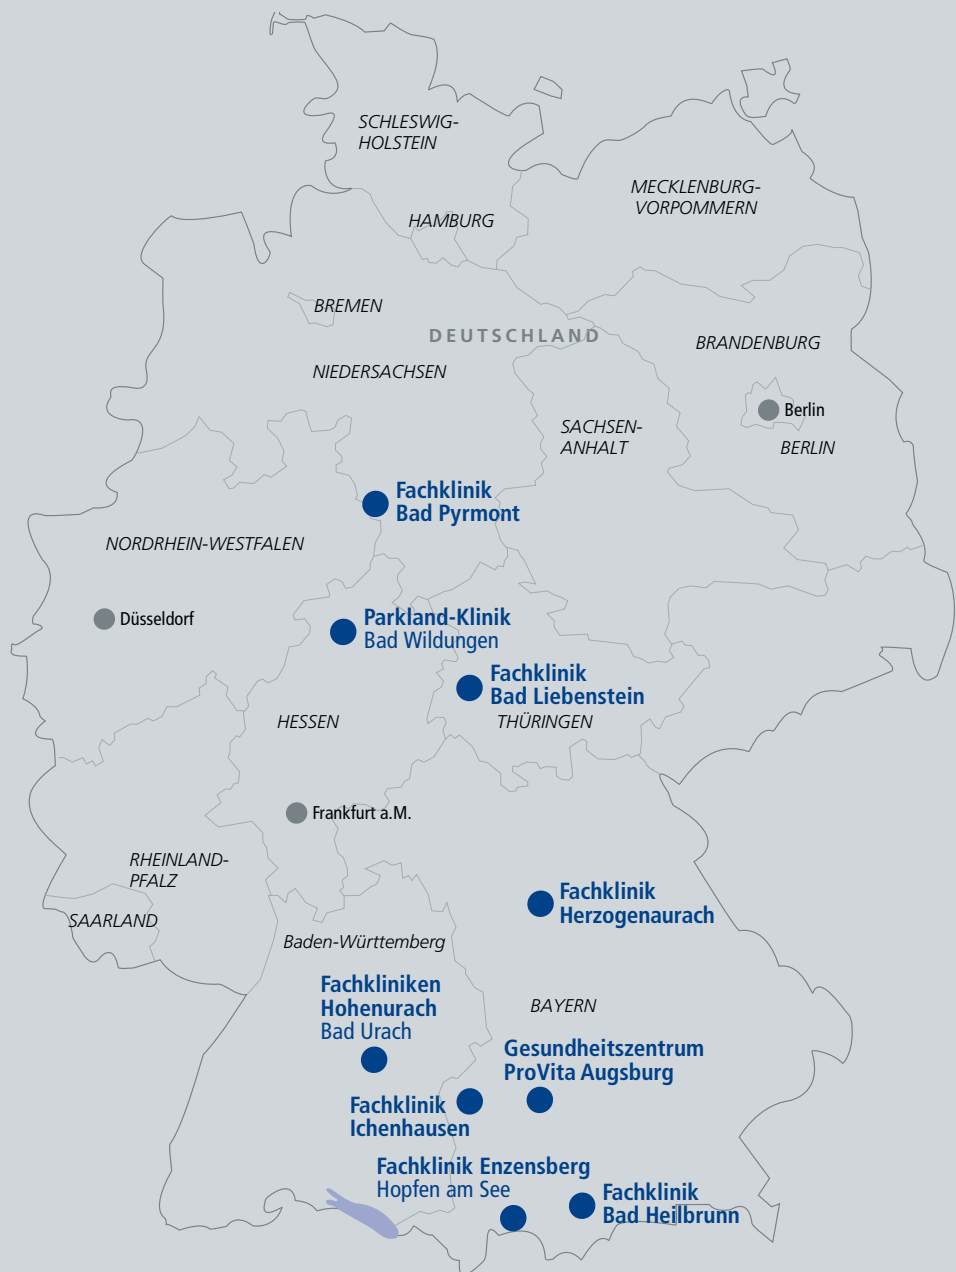 SCHLESWIG-
HOLSTEIN
MECKLENBURG-
VORPOMMERN
HAMBURG
BREMEN
DEUTSCHLAND
BRANDENBURG
NIEDERSACHSEN
Berlin
SACHSEN-
ANHALT
BERLIN
Fachklinik
Bad Pyrmont
NORDRHEIN-WESTFALEN
Düsseldorf
Parkland-Klinik
Bad Wildungen
Fachklinik
Bad Liebenstein
HESSEN
THÜRINGEN
Frankfurt a.M.
RHEINLAND-
PFALZ
SAARLAND
Fachklinik
Herzogenaurach
Baden-Württemberg
Fachkliniken
Hohenurach
Bad Urach
BAYERN
Gesundheitszentrum
ProVita Augsburg
Fachklinik
Ichenhausen
Fachklinik Enzensberg
Hopfen am See
Fachklinik
Bad Heilbrunn